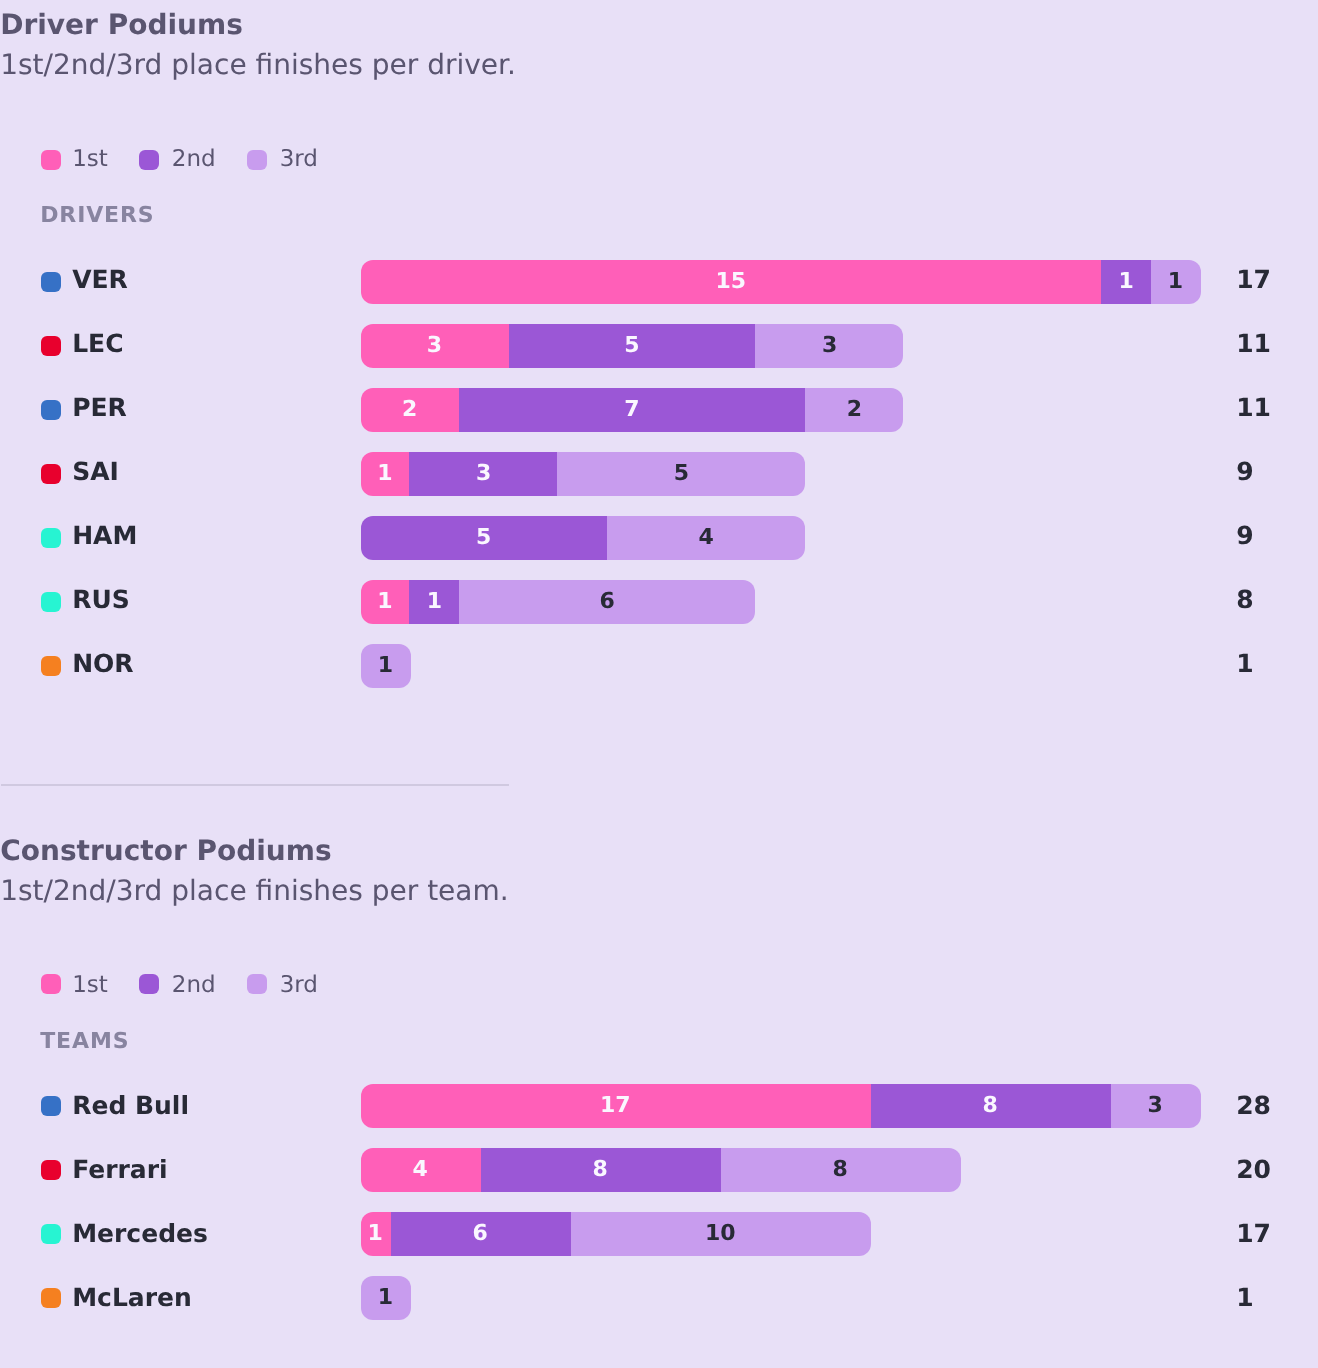 Driver Podiums
1st/2nd/3rd place finishes per driver.
1st 2nd 3rd
DRIVERS
VER 15 1 1 17
LEC 3 5 3 11
PER 2 7 2 11
SAI 1 3 5 9
HAM 5 4 9
RUS 1 1 6 8
NOR 1 1
Constructor Podiums
1st/2nd/3rd place finishes per team.
1st 2nd 3rd
TEAMS
Red Bull 17 8 3 28
Ferrari 4 8 8 20
Mercedes 1 6 10 17
McLaren 1 1